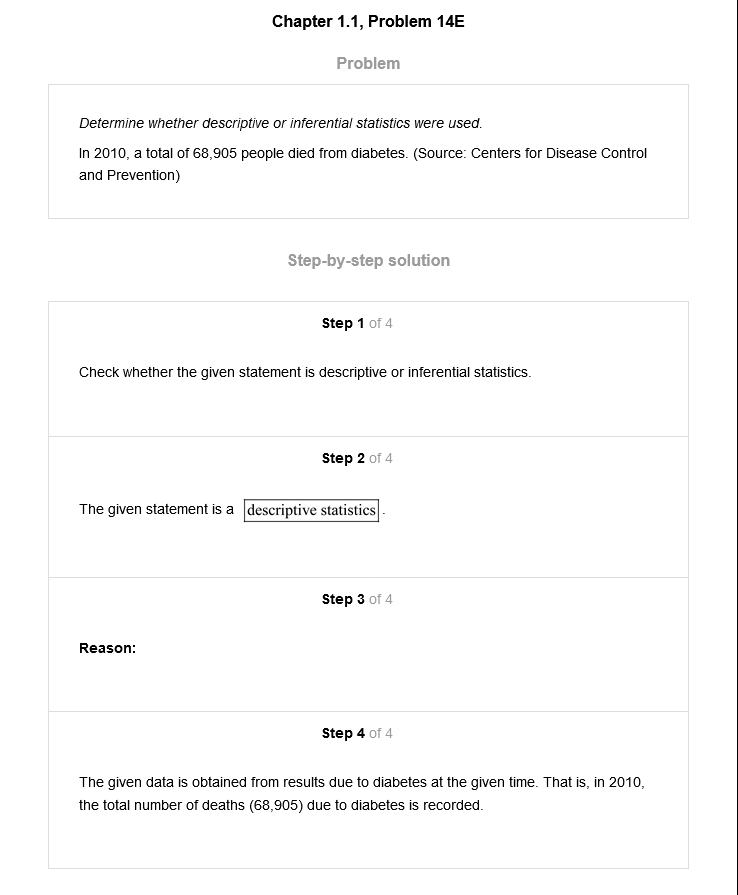 Chapter 1.1, Problem 14E
Problem
Determine whether descriptive or inferential statistics were used.
In 2010, a total of 68,905 people died from diabetes. (Source: Centers for Disease Control
and Prevention)
Step-by-step solution
Step 1 of 4
Check whether the given statement is descriptive or inferential statistics.
Step 2 of 4
The given statement is a descriptive statistics.
Step 3 of 4
Reason:
Step 4 of 4
The given data is obtained from results due to diabetes at the given time. That is, in 2010,
the total number of deaths (68,905) due to diabetes is recorded.